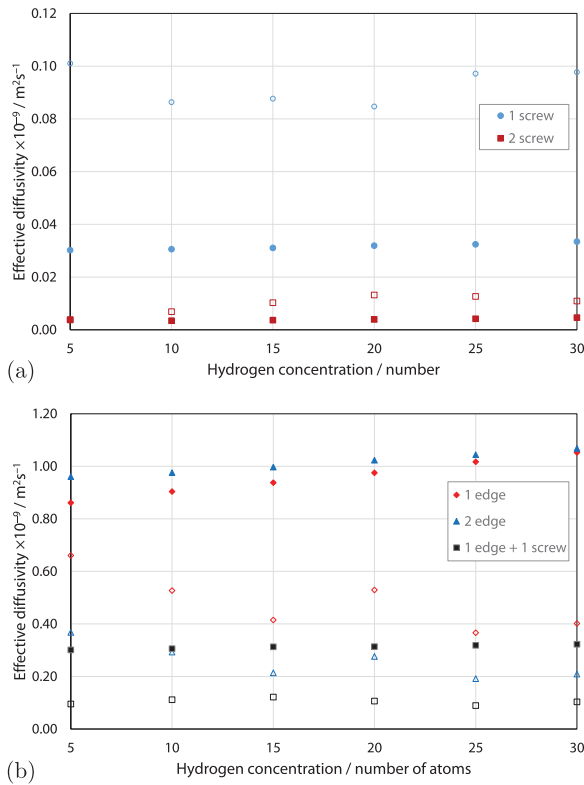 0.12
0.10
0.08
0.06
0.04
0.02
0.00
Effective diffusivity ×10⁻⁹ / m²s⁻¹
1 screw
2 screw
5 10 15 20 25 30
Hydrogen concentration / number
(a)
1.20
1.00
0.80
0.60
0.40
0.20
0.00
Effective diffusivity ×10⁻⁹ / m²s⁻¹
1 edge
2 edge
1 edge + 1 screw
5 10 15 20 25 30
Hydrogen concentration / number of atoms
(b)